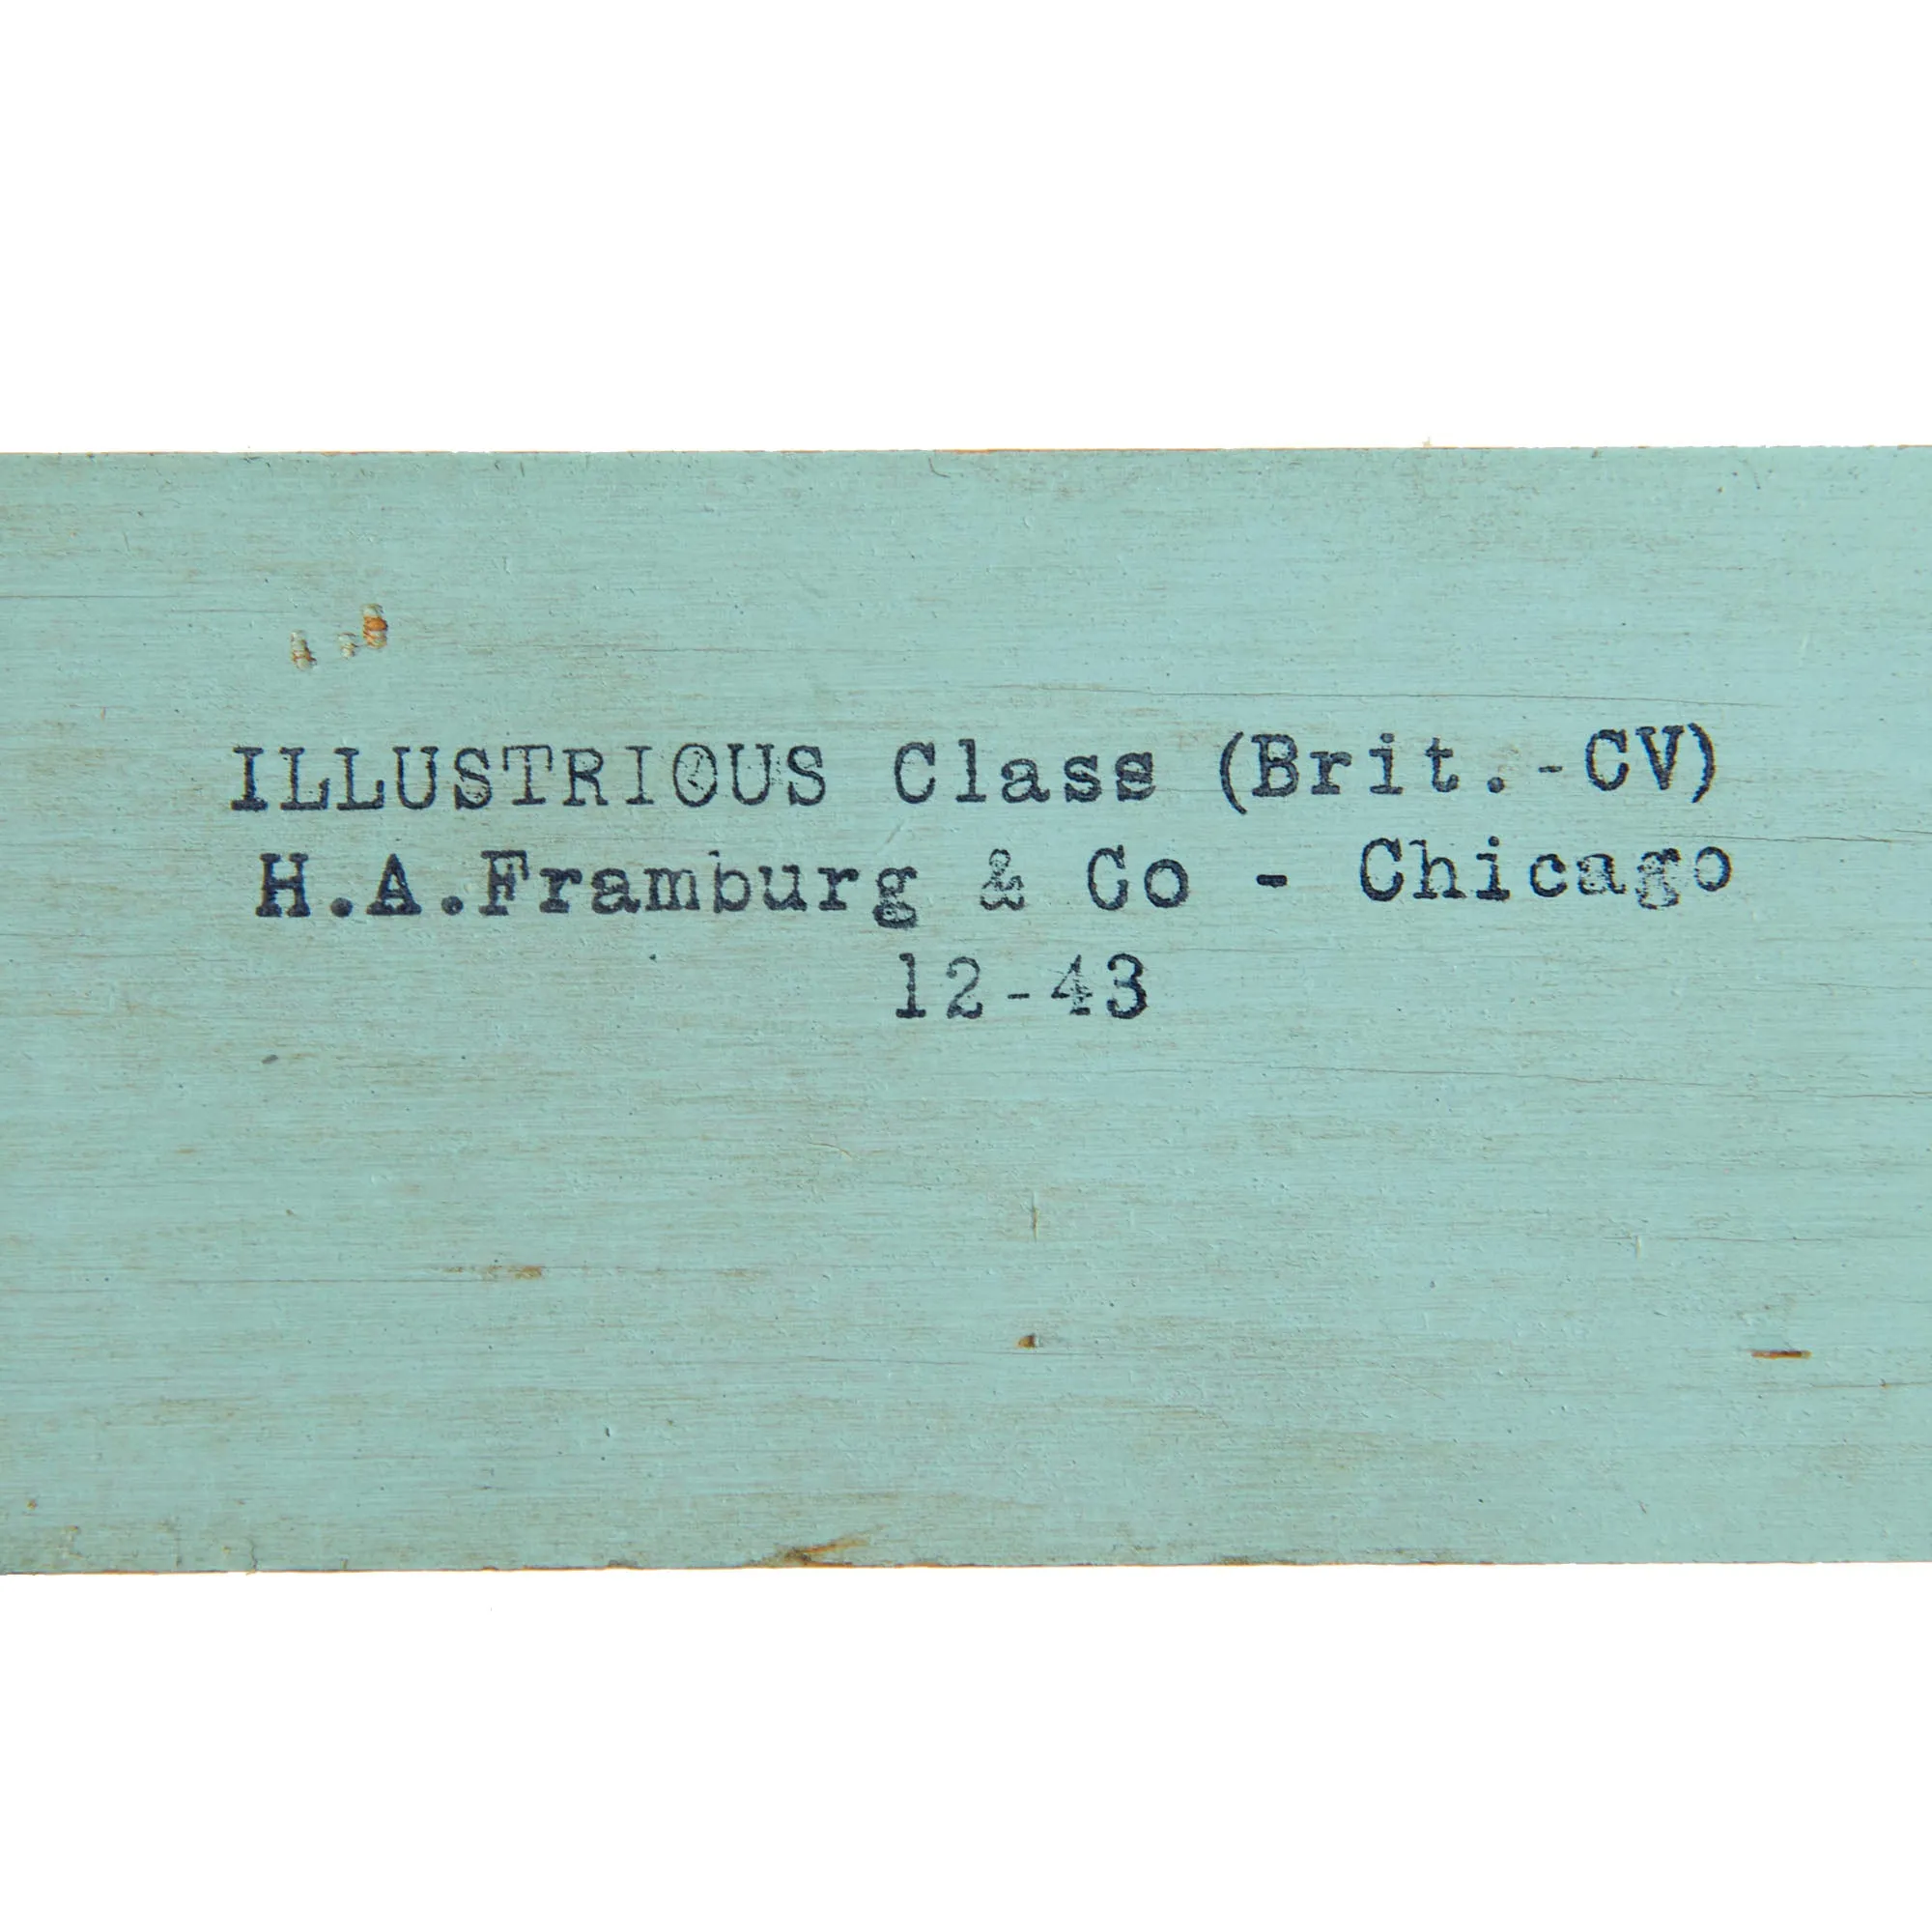 ILLUSTRIOUS Class (Brit.-CV)
H.A.Framburg & Co - Chicago
12-43